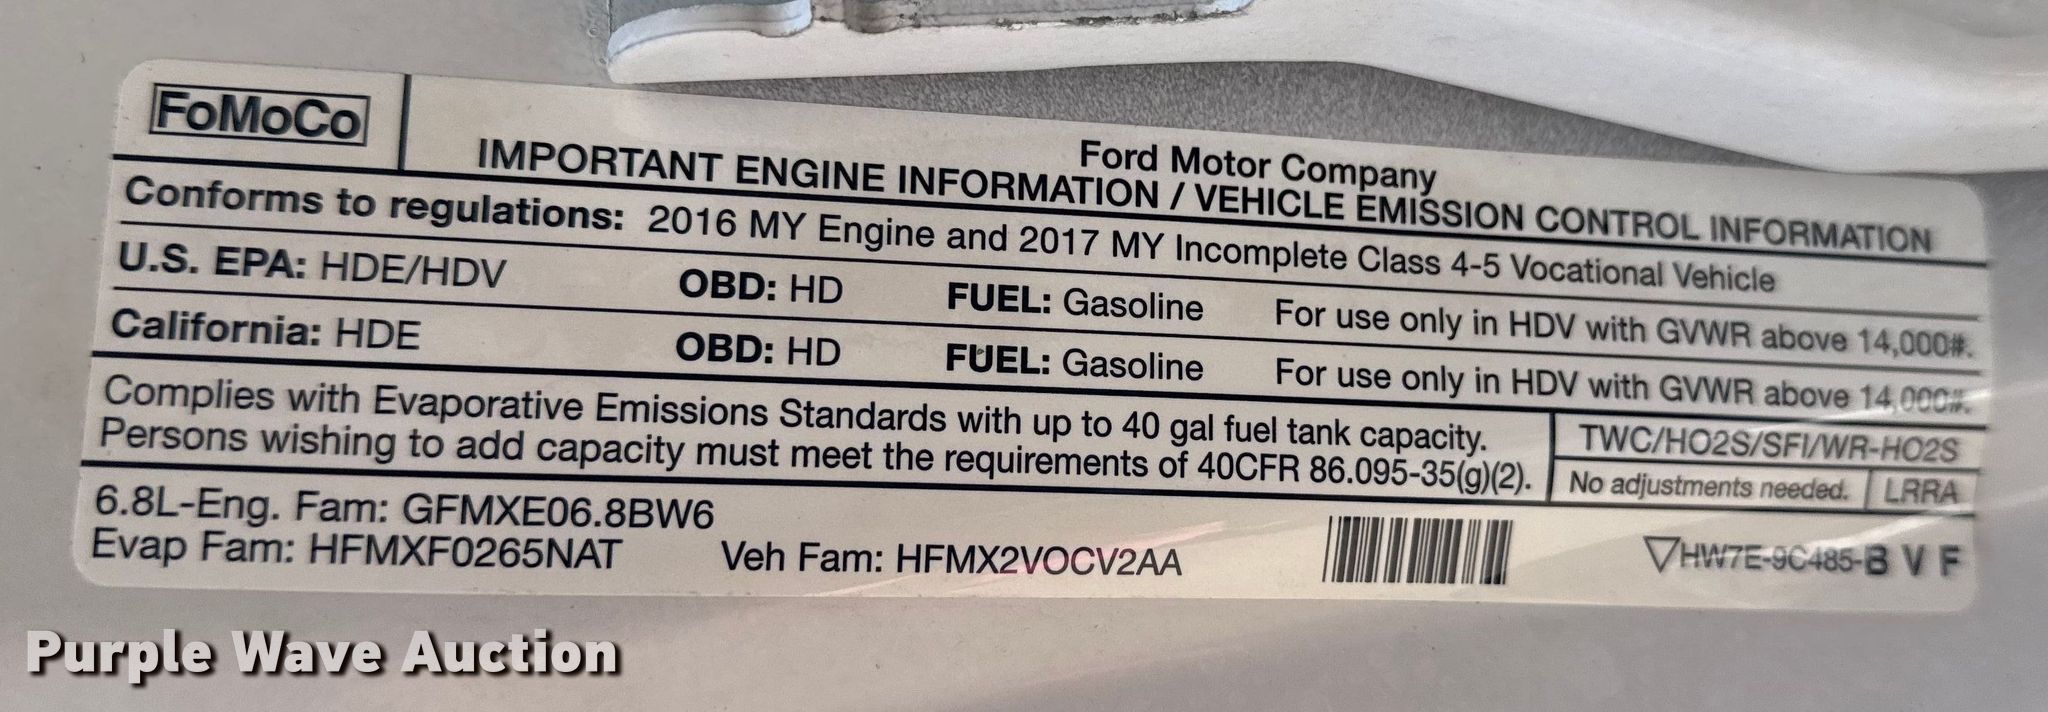 FoMoCo
Ford Motor Company
IMPORTANT ENGINE INFORMATION / VEHICLE EMISSION CONTROL INFORMATION
Conforms to regulations: 2016 MY Engine and 2017 MY Incomplete Class 4-5 Vocational Vehicle
U.S. EPA: HDE/HDV OBD: HD FUEL: Gasoline For use only in HDV with GVWR above 14,000#.
California: HDE OBD: HD FUEL: Gasoline For use only in HDV with GVWR above 14,000#.
Complies with Evaporative Emissions Standards with up to 40 gal fuel tank capacity.
Persons wishing to add capacity must meet the requirements of 40CFR 86.095-35(g)(2).
TWC/HO2S/SFI/WR-HO2S
No adjustments needed. LRRA
6.8L-Eng. Fam: GFMXE06.8BW6
Evap Fam: HFMXF0265NAT Veh Fam: HFMX2VOCV2AA
HW7E-9C485-B V F
Purple Wave Auction